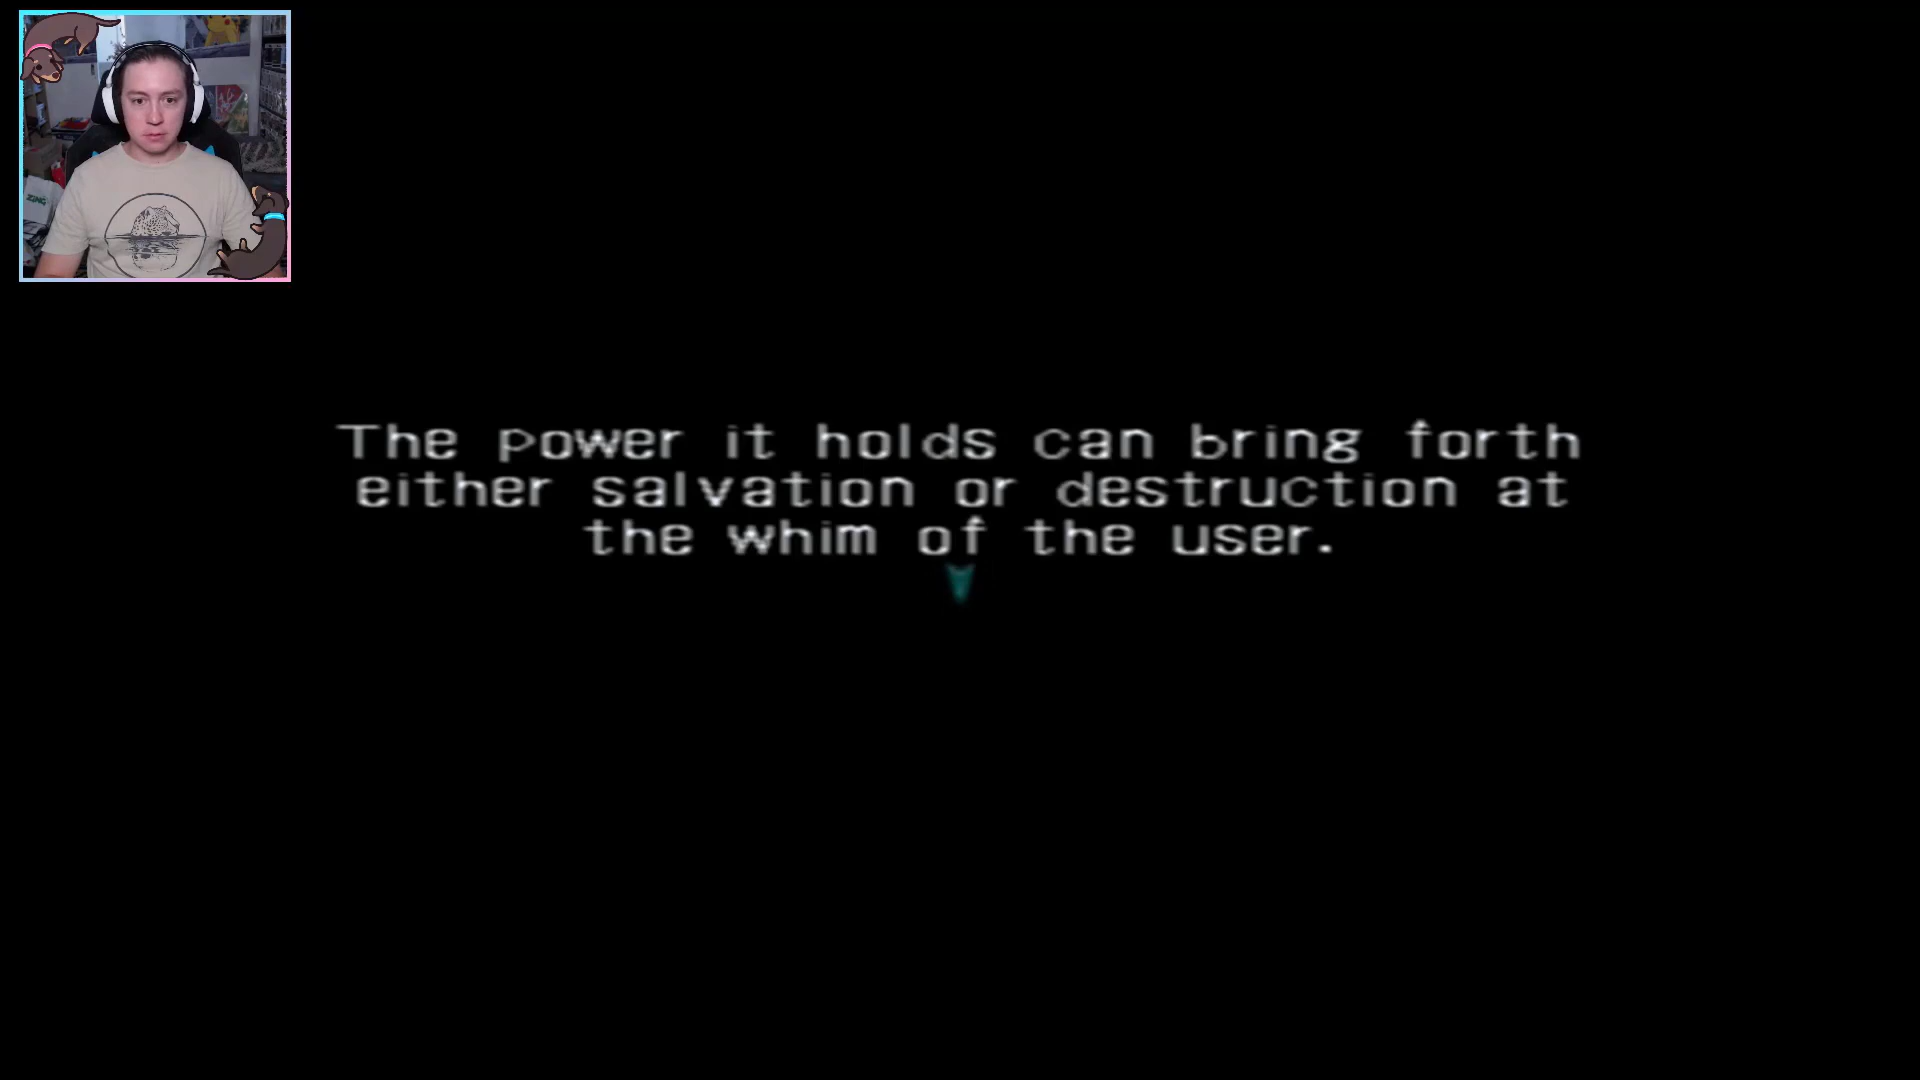 The power it holds can bring forth
either salvation or destruction at
the whim of the user.